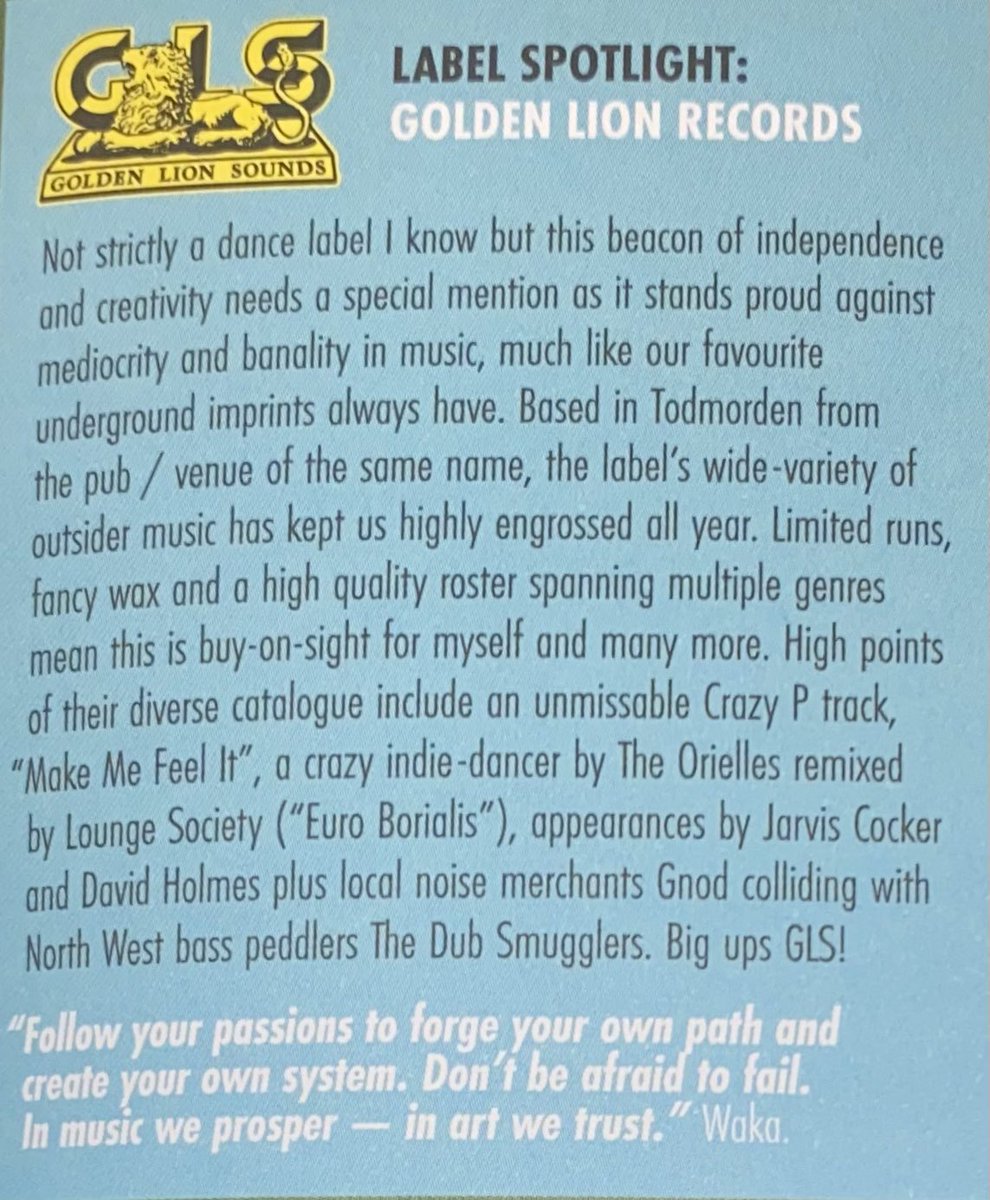 GLS
GOLDEN LION SOUNDS
LABEL SPOTLIGHT:
GOLDEN LION RECORDS
Not strictly a dance label I know but this beacon of independence
and creativity needs a special mention as it stands proud against
mediocrity and banality in music, much like our favourite
underground imprints always have. Based in Todmorden from
the pub / venue of the same name, the label's wide-variety of
outsider music has kept us highly engrossed all year. Limited runs,
fancy wax and a high quality roster spanning multiple genres
mean this is buy-on-sight for myself and many more. High points
of their diverse catalogue include an unmissable Crazy P track,
"Make Me Feel It", a crazy indie-dancer by The Orielles remixed
by Lounge Society ("Euro Borialis"), appearances by Jarvis Cocker
and David Holmes plus local noise merchants Gnod colliding with
North West bass peddlers The Dub Smugglers. Big ups GLS!
"Follow your passions to forge your own path and
create your own system. Don't be afraid to fail.
In music we prosper — in art we trust." Waka.